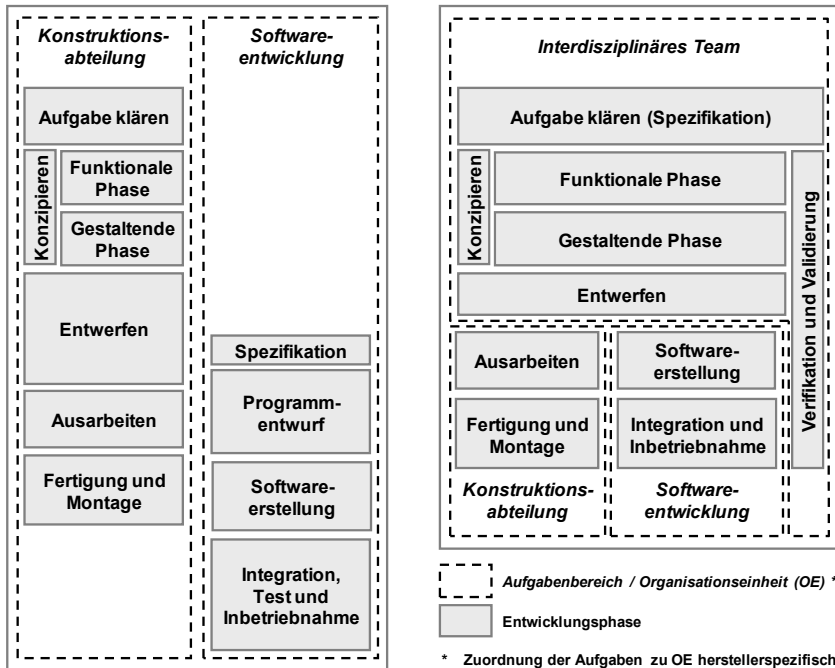 Konstruktions-
abteilung
Aufgabe klären
Konzipieren
Funktionale
Phase
Gestaltende
Phase
Entwerfen
Ausarbeiten
Fertigung und
Montage
Software-
entwicklung
Spezifikation
Programm-
entwurf
Software-
erstellung
Integration,
Test und
Inbetriebnahme
Interdisziplinäres Team
Aufgabe klären (Spezifikation)
Konzipieren
Funktionale Phase
Gestaltende Phase
Entwerfen
Verifikation und Validierung
Ausarbeiten
Fertigung und
Montage
Konstruktions-
abteilung
Software-
erstellung
Integration und
Inbetriebnahme
Software-
entwicklung
Aufgabenbereich / Organisationseinheit (OE) *
Entwicklungsphase
* Zuordnung der Aufgaben zu OE herstellerspezifisch